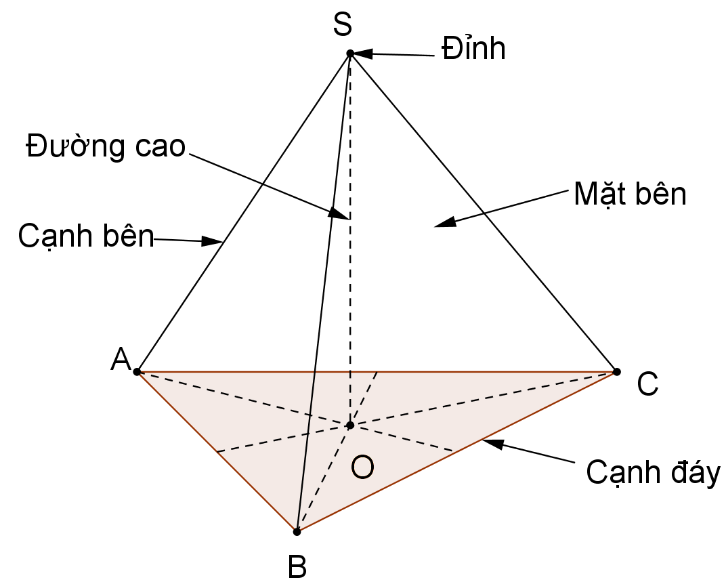 S
Đỉnh
Đường cao
Mặt bên
Cạnh bên
A
C
O
Cạnh đáy
B